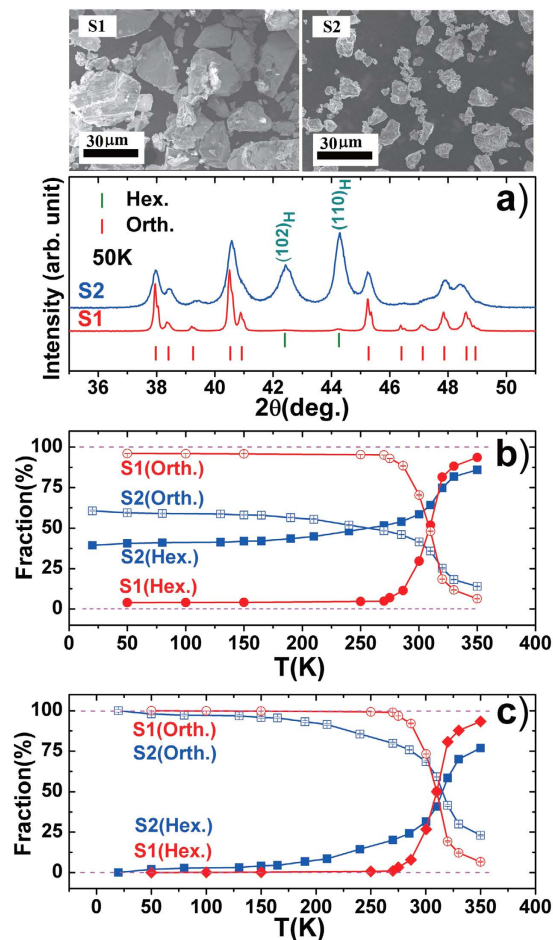 S1
S2
30μm
30μm
a)
Hex.
Orth.
50K
S2
S1
(102)H
(110)H
Intensity (arb. unit)
36 38 40 42 44 46 48 50
2θ(deg.)
b)
100
75
50
25
0
Fraction(%)
S1(Orth.)
S2(Orth.)
S2(Hex.)
S1(Hex.)
0 50 100 150 200 250 300 350 400
T(K)
c)
100
75
50
25
0
Fraction(%)
S1(Orth.)
S2(Orth.)
S2(Hex.)
S1(Hex.)
0 50 100 150 200 250 300 350 400
T(K)